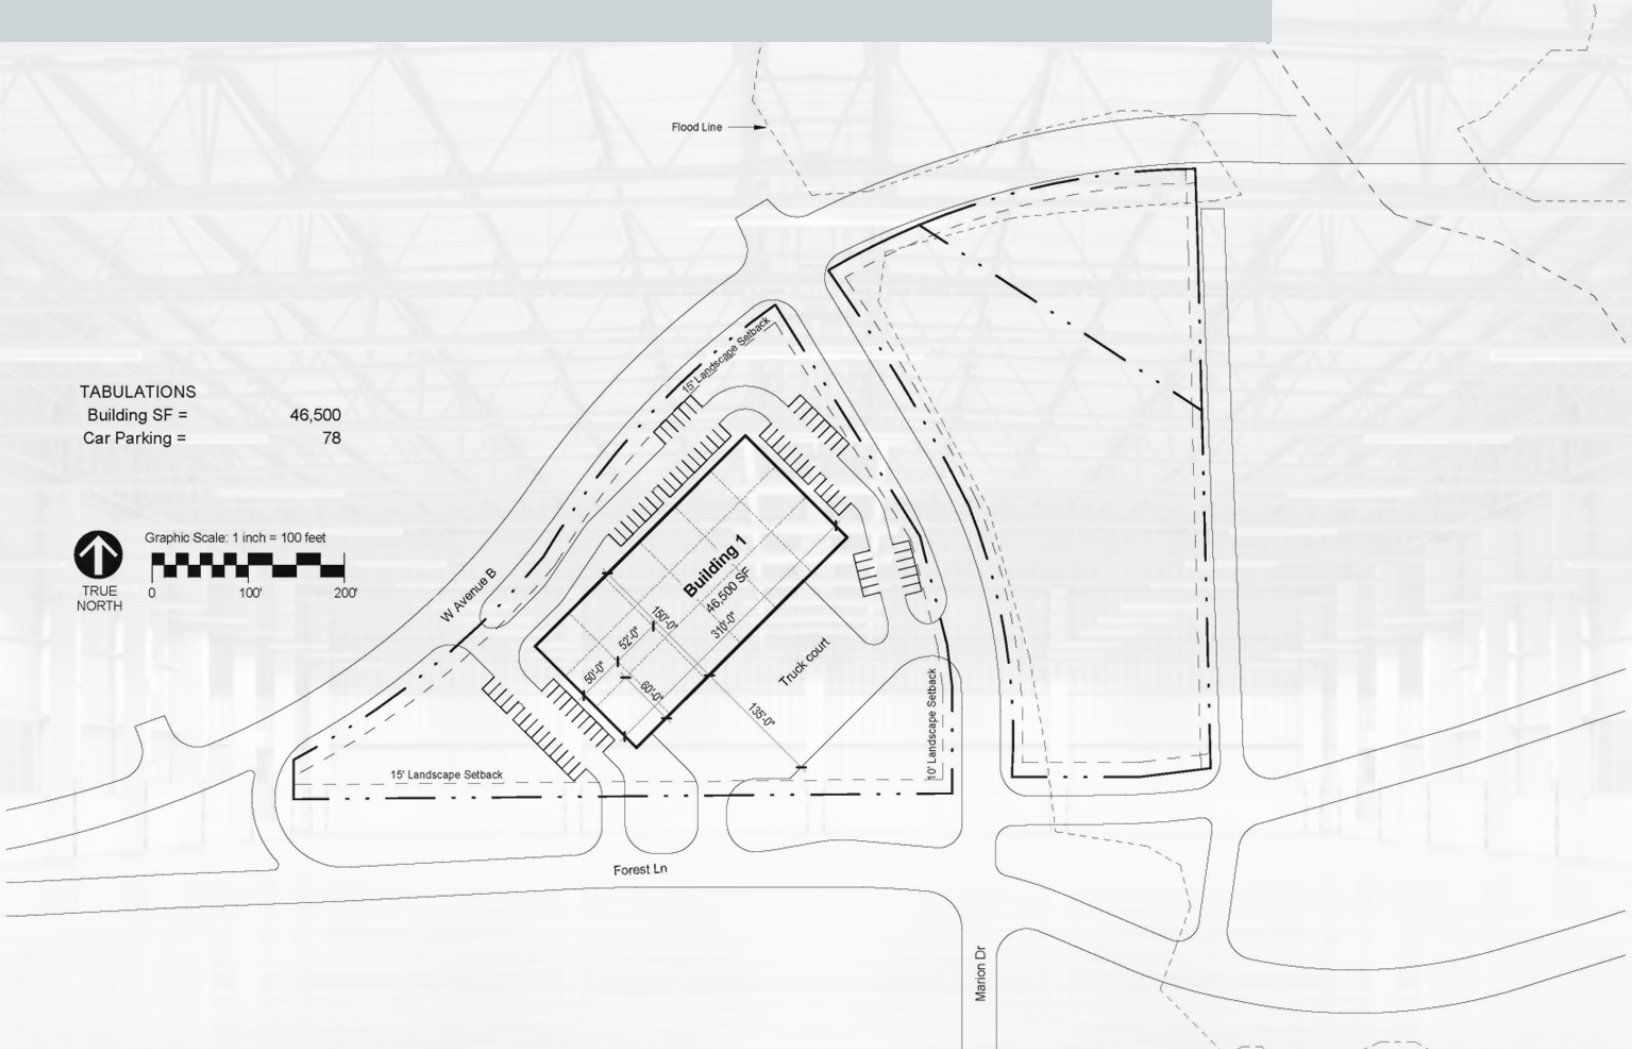 Flood Line
15' Landscape Setback
TABULATIONS
Building SF = 46,500
Car Parking = 78
Graphic Scale: 1 inch = 100 feet
0 100' 200'
TRUE
NORTH
W Avenue B
Building 1
46,500 SF
310'-0"
150'-0"
52'-0"
50'-0"
60'-0"
Truck court
135'-0"
10' Landscape Setback
15' Landscape Setback
Forest Ln
Marion Dr